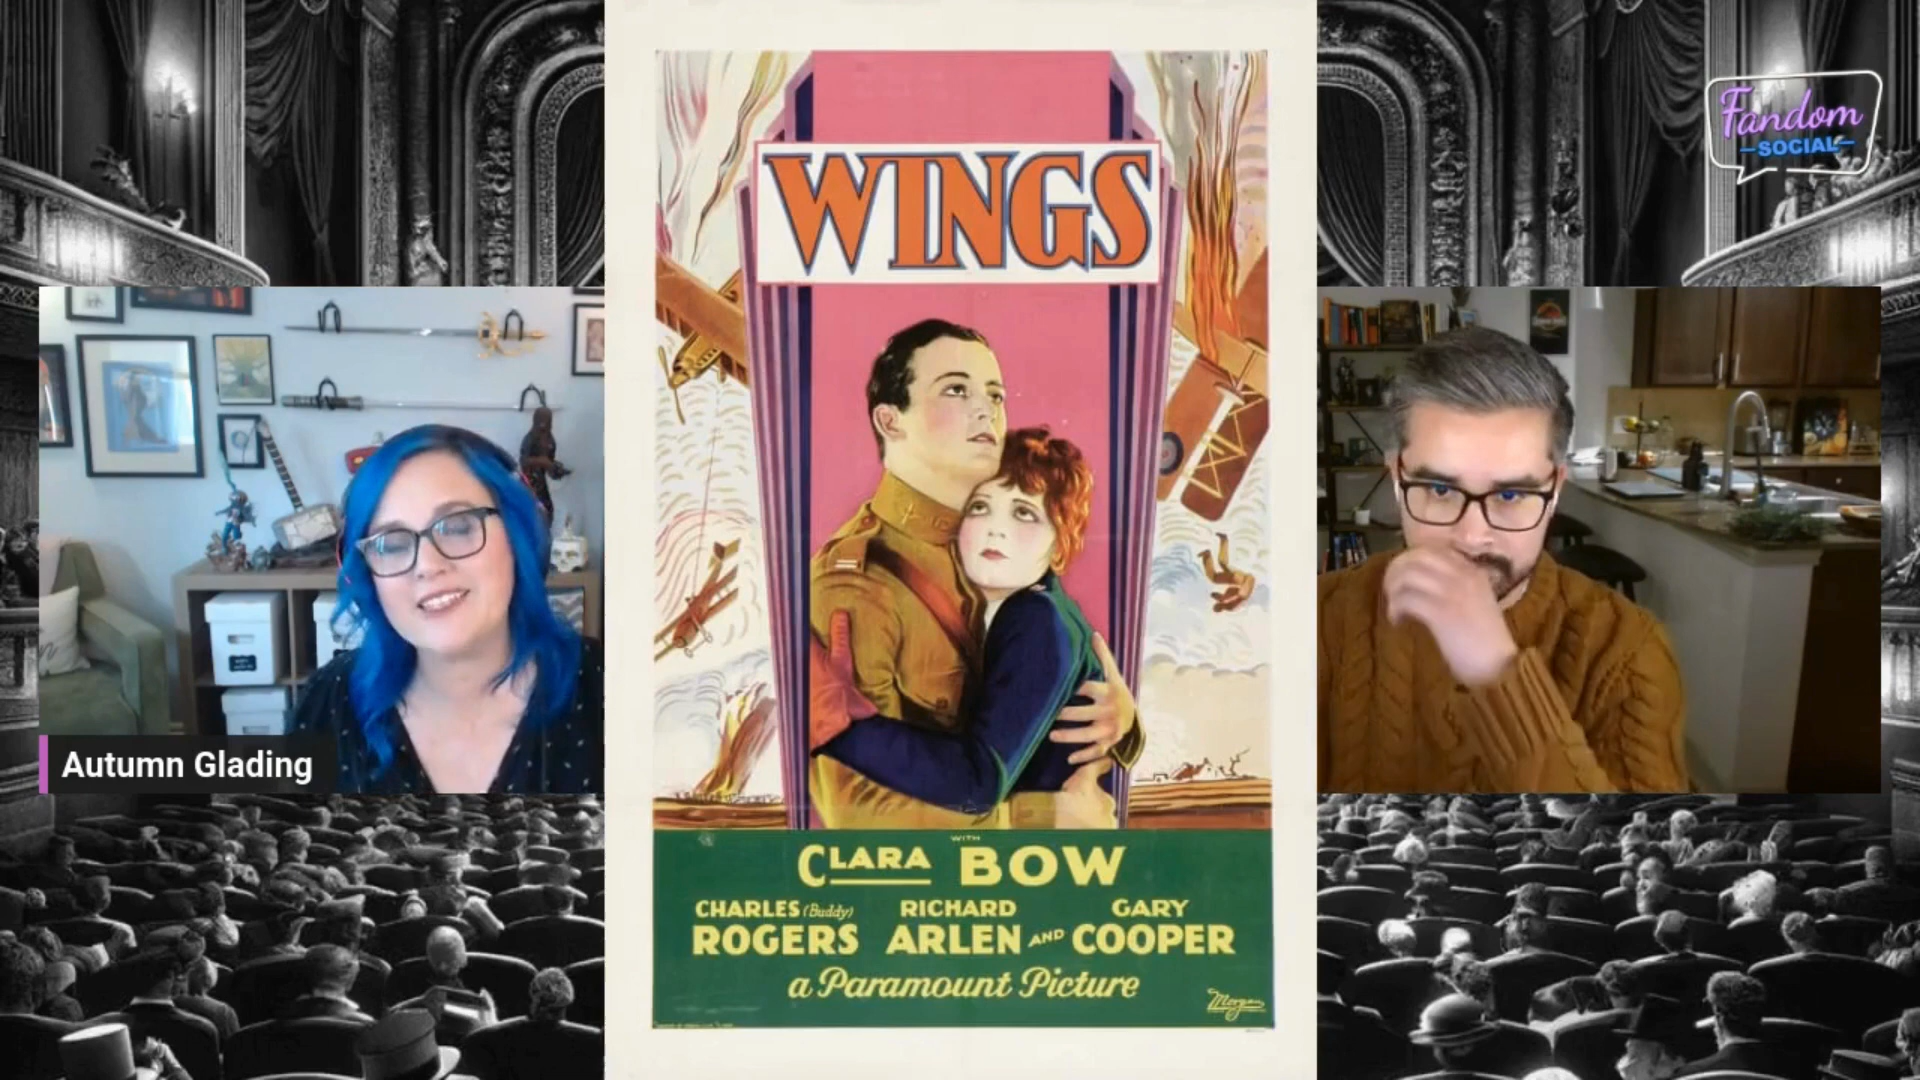 Fandom
SOCIAL
WINGS
Autumn Glading
WITH
CLARA BOW
CHARLES (Buddy) RICHARD GARY
ROGERS ARLEN AND COOPER
a Paramount Picture
Morgan